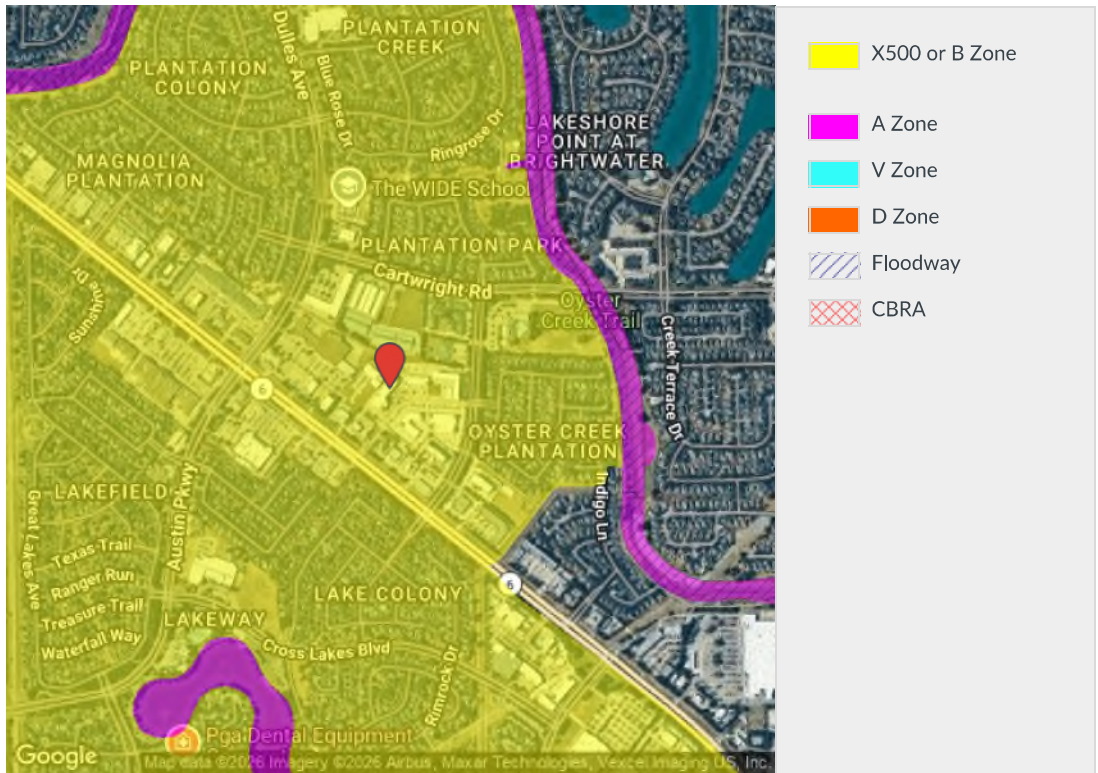 PLANTATION
CREEK
Dulles Ave
PLANTATION
COLONY
Blue Rose Dr
Ringrose Dr
LAKESHORE
POINT AT
BRIGHTWATER
MAGNOLIA
PLANTATION
The WIDE School
PLANTATION PARK
Cartwright Rd
Sunshine Dr
Oyster
Creek Trail
Creek Terrace Dr
6
OYSTER CREEK
PLANTATION
LAKEFIELD
Austin Pkwy
Great Lakes Ave
Indigo Ln
Texas Trail
Ranger Run
Treasure Trail
Waterfall Way
6
LAKE COLONY
LAKEWAY
Cross Lakes Blvd
Rimrock Dr
Pga Dental Equipment
Google
Map data ©2026 Imagery ©2026 Airbus, Maxar Technologies, Vexcel Imaging US, Inc.
X500 or B Zone
A Zone
V Zone
D Zone
Floodway
CBRA